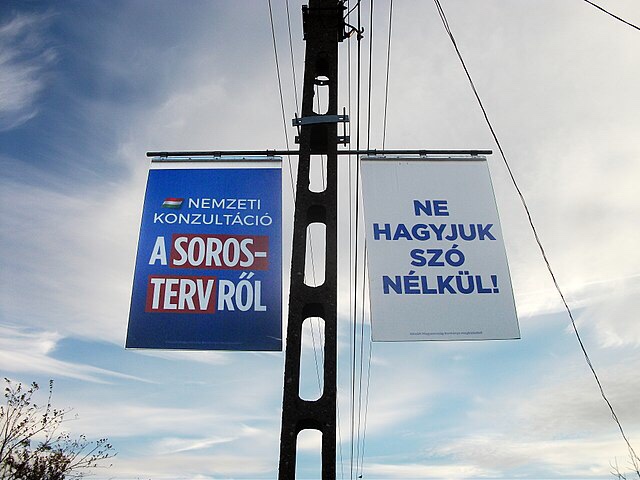 NEMZETI
KONZULTÁCIÓ
A SOROS-
TERVRŐL
NE
HAGYJUK
SZÓ
NÉLKÜL!